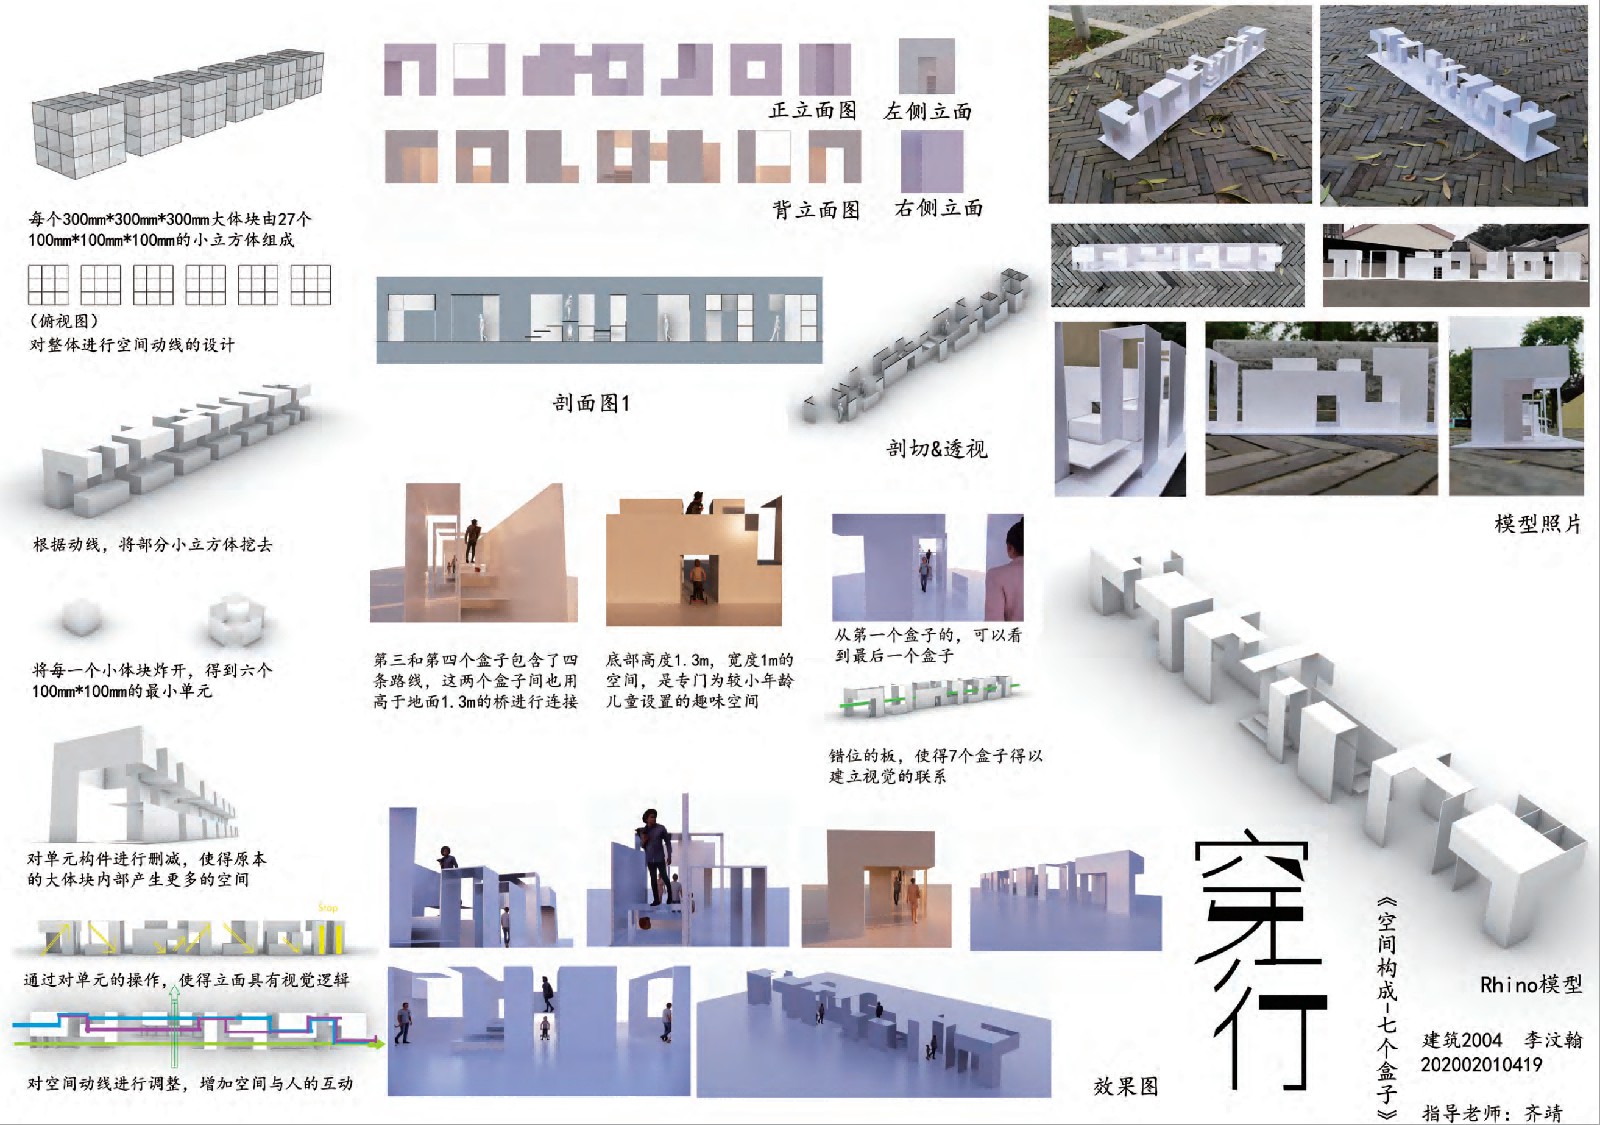 每个300mm*300mm*300mm大体块由27个
100mm*100mm*100mm的小立方体组成
（俯视图）
对整体进行空间动线的设计
根据动线，将部分小立方体挖去
将每一个小体块炸开，得到六个
100mm*100mm的最小单元
对单元构件进行删减，使得原本
的大体块内部产生更多的空间
Stop
通过对单元的操作，使得立面具有视觉逻辑
对空间动线进行调整，增加空间与人的互动
正立面图
左侧立面
背立面图
右侧立面
剖面图1
剖切&透视
第三和第四个盒子包含了四
条路线，这两个盒子间也用
高于地面1.3m的桥进行连接
底部高度1.3m，宽度1m的
空间，是专门为较小年龄
儿童设置的趣味空间
从第一个盒子的，可以看
到最后一个盒子
错位的板，使得7个盒子得以
建立视觉的联系
效果图
模型照片
Rhino模型
穿行
《空间构成-七个盒子》
建筑2004 李汶翰
202002010419
指导老师：齐靖